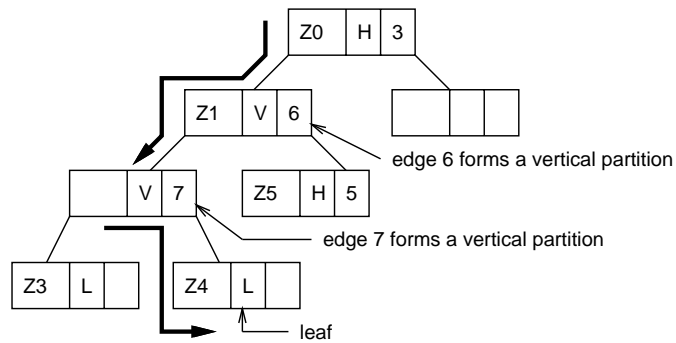 Z0 H 3
Z1 V 6
edge 6 forms a vertical partition
V 7
Z5 H 5
edge 7 forms a vertical partition
Z3 L
Z4 L
leaf